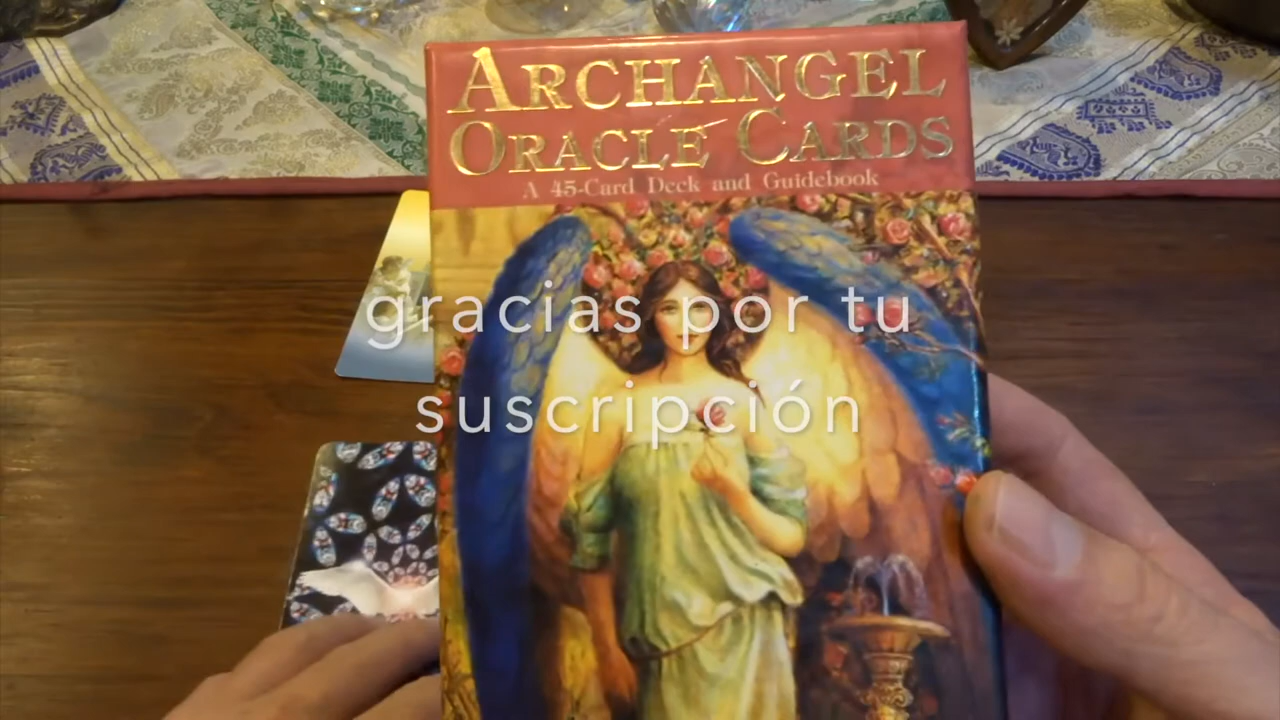 ARCHANGEL
ORACLE CARDS
A 45-Card Deck and Guidebook
gracias por tu
suscripción